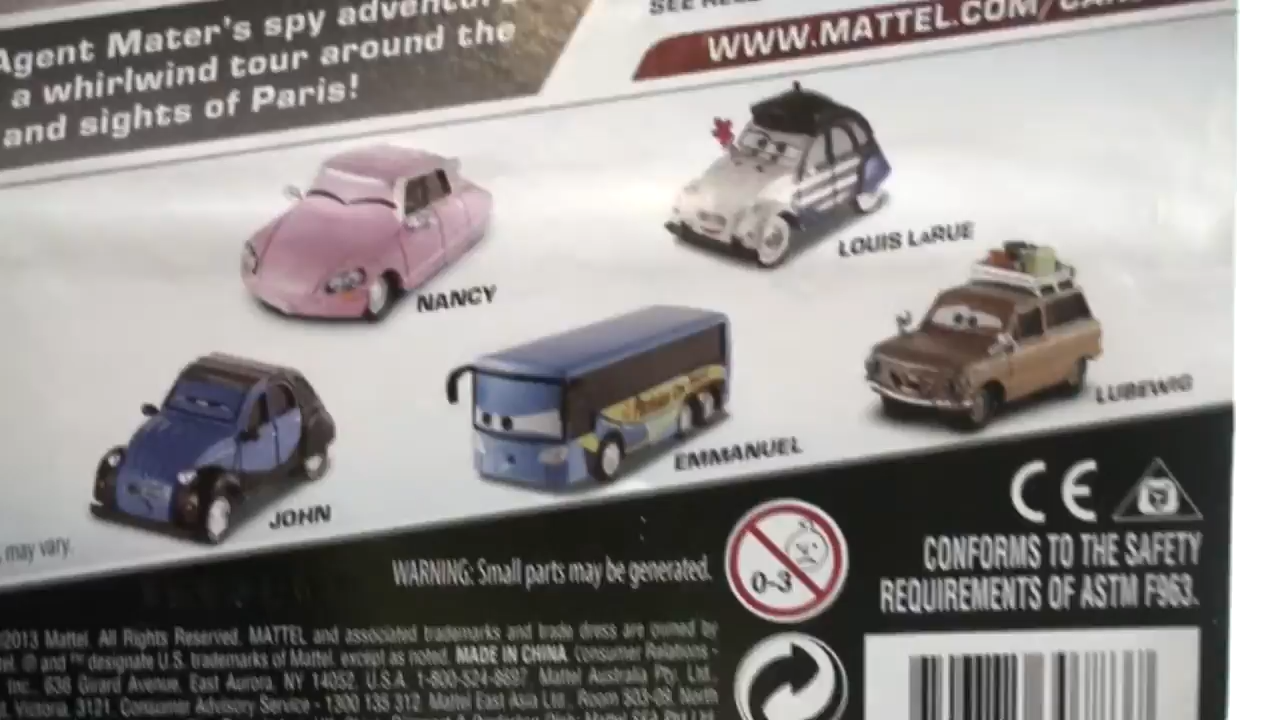 Agent Mater's spy
a whirlwind tour around the
and sights of Paris!
WWW.MATTEL.COM/
NANCY
LOUIS LaRUE
JOHN
EMMANUEL
LUBEWIG
may vary.
CE
WARNING: Small parts may be generated.
0-3
CONFORMS TO THE SAFETY
REQUIREMENTS OF ASTM F963.
2013 Mattel. All Rights Reserved. MATTEL and associated trademarks and trade dress are owned by
® and ™ designate U.S. trademarks of Mattel, except as noted. MADE IN CHINA. Consumer Relations -
Inc., 636 Girard Avenue, East Aurora, NY 14052, U.S.A. 1-800-524-8697. Mattel Australia Pty. Ltd.,
Victoria, 3121. Consumer Advisory Service - 1300 135 312. Mattel East Asia Ltd., Room 503-09, North